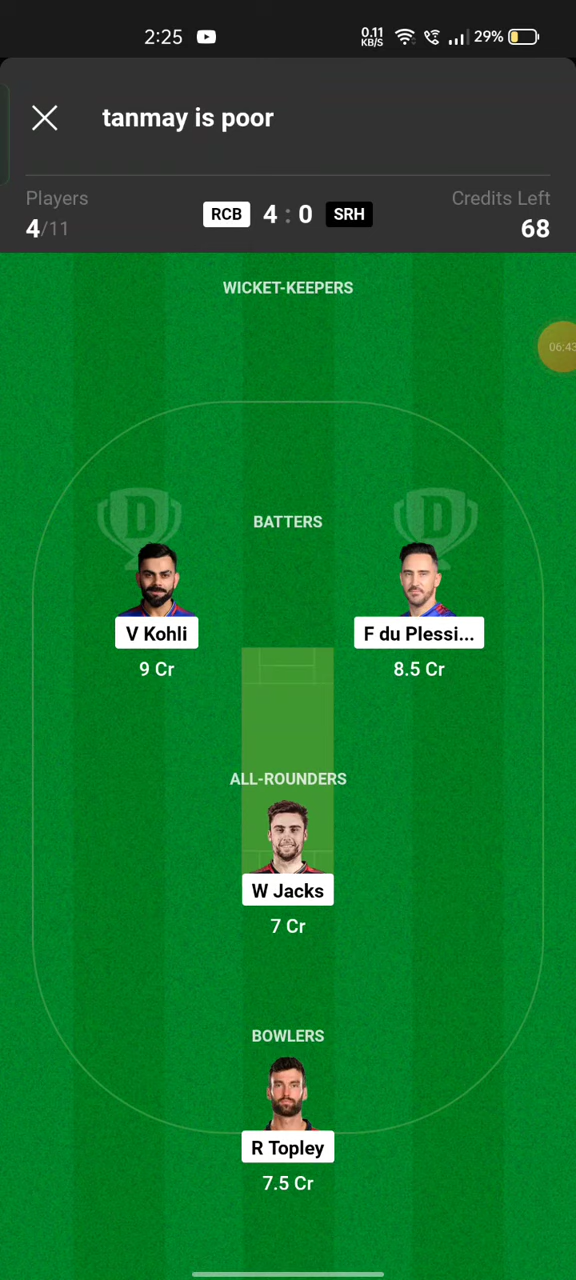 2:25
0.11
KB/S
29%
tanmay is poor
Players
4/11
RCB 4 : 0 SRH
Credits Left
68
WICKET-KEEPERS
06:43
D
D
BATTERS
V Kohli
9 Cr
F du Plessi...
8.5 Cr
ALL-ROUNDERS
W Jacks
7 Cr
BOWLERS
R Topley
7.5 Cr